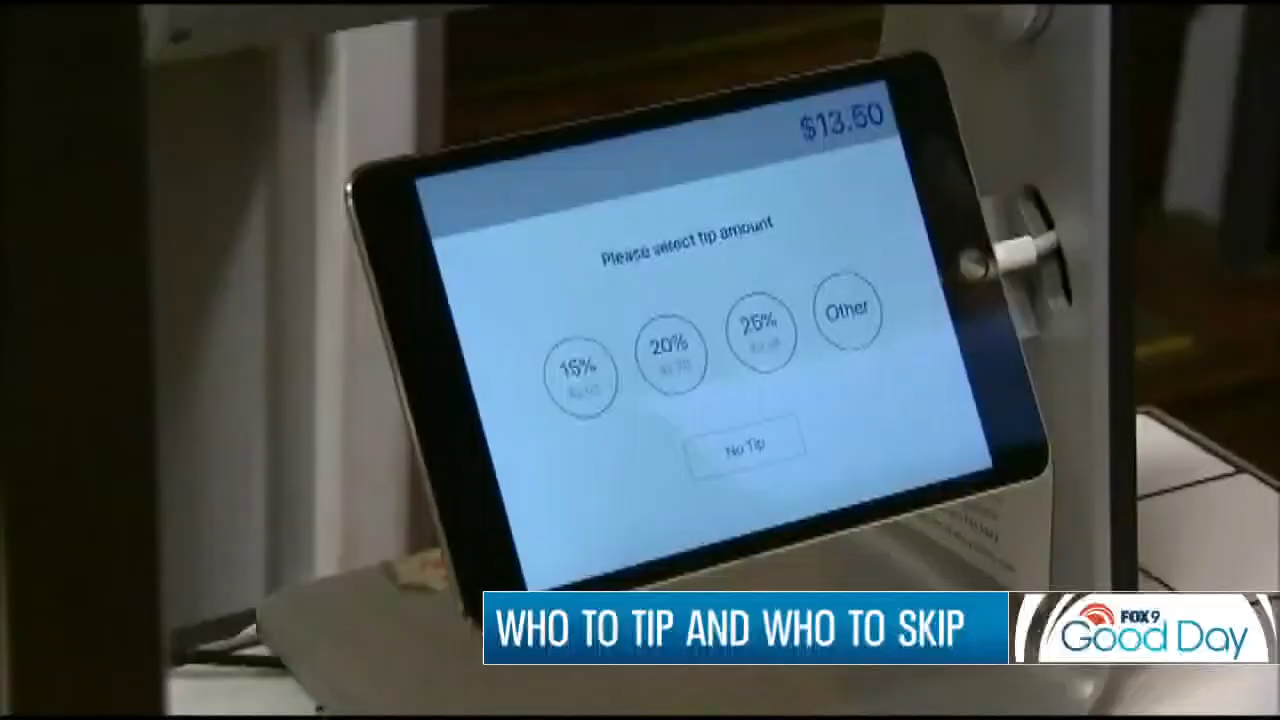 $13.50
Please select tip amount
15%
20%
25%
Other
No Tip
WHO TO TIP AND WHO TO SKIP
FOX 9
Good Day